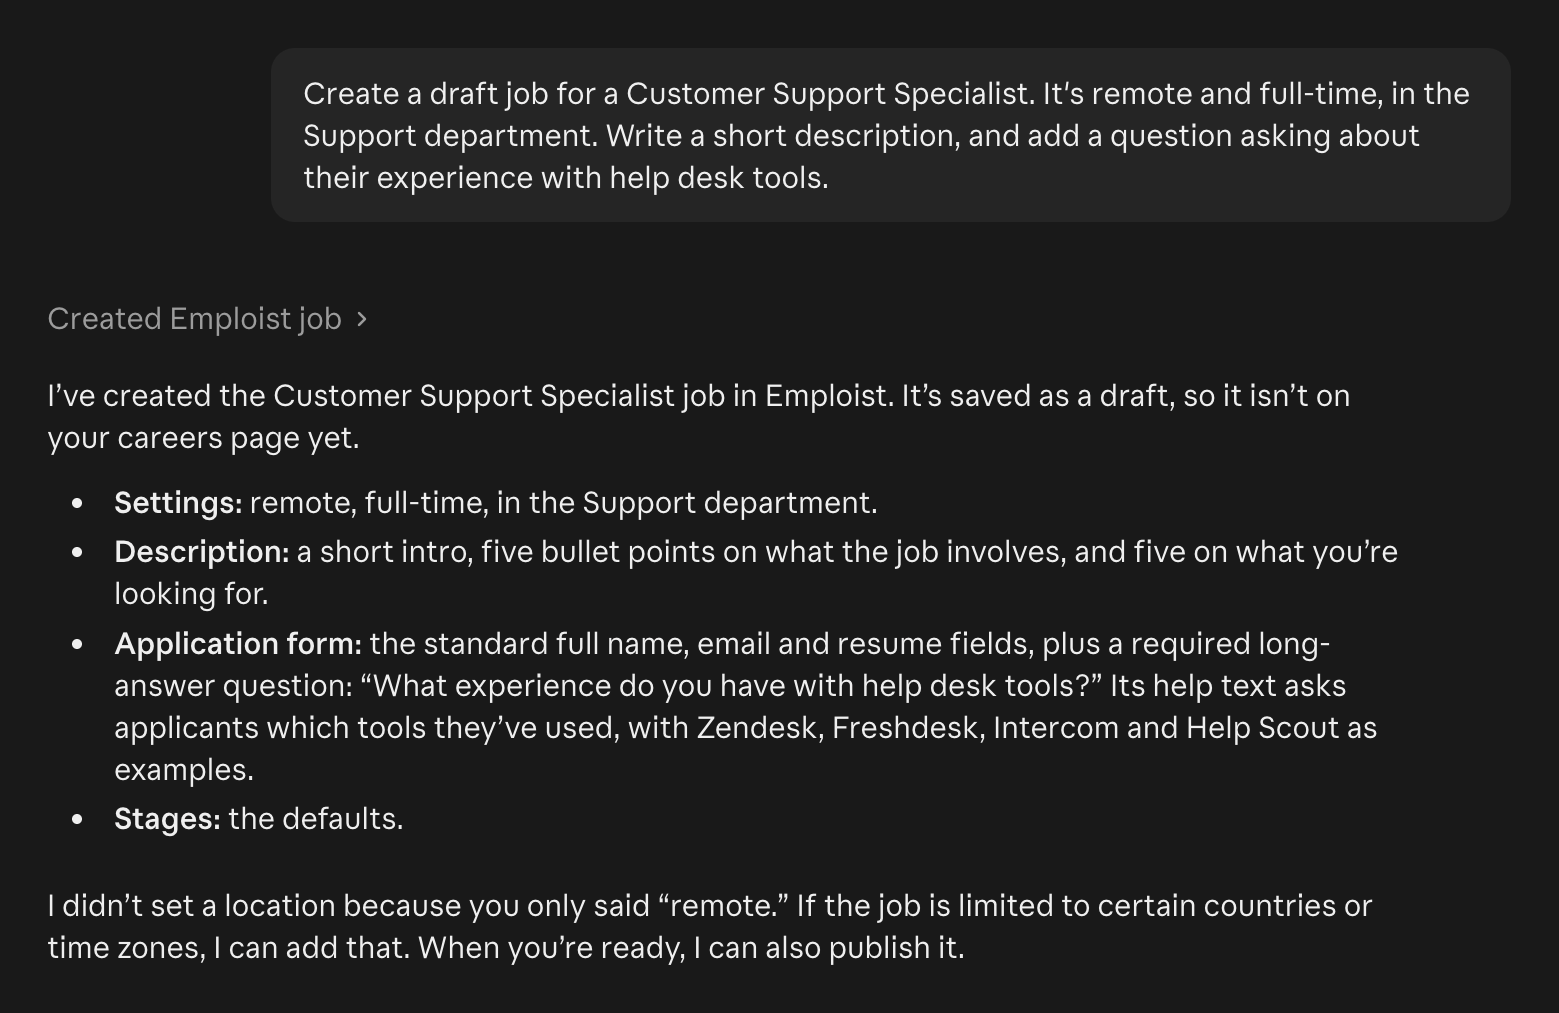 Create a draft job for a Customer Support Specialist. It's remote and full-time, in the
Support department. Write a short description, and add a question asking about
their experience with help desk tools.
Created Emploist job
I’ve created the Customer Support Specialist job in Emploist. It’s saved as a draft, so it isn’t on
your careers page yet.
• Settings: remote, full-time, in the Support department.
• Description: a short intro, five bullet points on what the job involves, and five on what you’re
looking for.
• Application form: the standard full name, email and resume fields, plus a required long-
answer question: “What experience do you have with help desk tools?” Its help text asks
applicants which tools they’ve used, with Zendesk, Freshdesk, Intercom and Help Scout as
examples.
• Stages: the defaults.
I didn’t set a location because you only said “remote.” If the job is limited to certain countries or
time zones, I can add that. When you’re ready, I can also publish it.